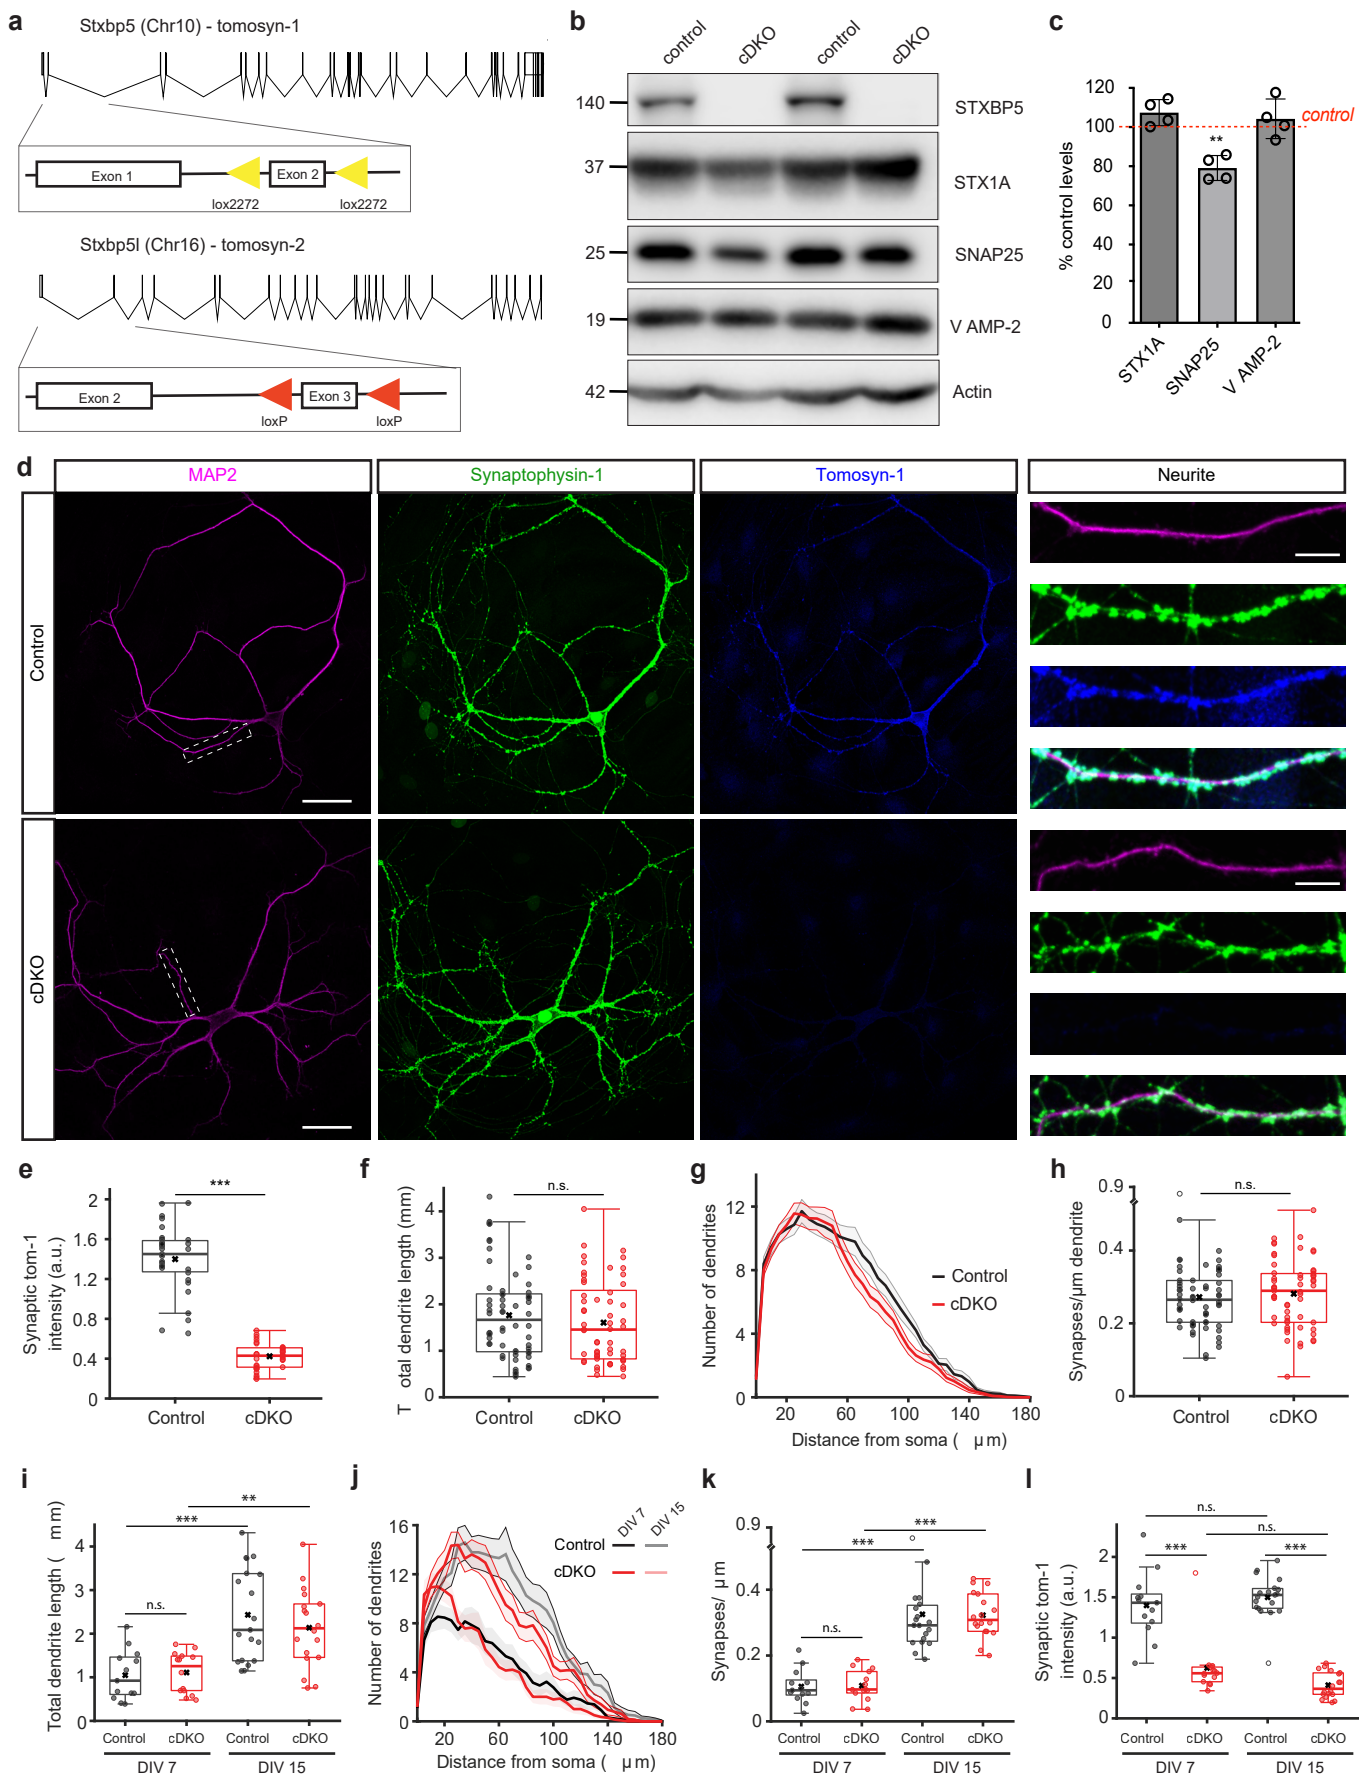 a
Stxbp5 (Chr10) - tomosyn-1
Exon 1
Exon 2
lox2272
lox2272
Stxbp5l (Chr16) - tomosyn-2
Exon 2
Exon 3
loxP
loxP
b
control
cDKO
control
cDKO
140
STXBP5
37
STX1A
25
SNAP25
19
V AMP-2
42
Actin
c
% control levels
120
100
80
60
40
20
0
control
**
STX1A
SNAP25
V AMP-2
d
MAP2
Synaptophysin-1
Tomosyn-1
Neurite
Control
cDKO
e
Synaptic tom-1
intensity (a.u.)
2
1.6
1.2
0.8
0.4
0
***
Control
cDKO
f
T otal dendrite length (mm)
4
3
2
1
0
n.s.
Control
cDKO
g
Number of dendrites
12
8
4
0
Control
cDKO
20
60
100
140
180
Distance from soma ( µm)
h
Synapses/µm dendrite
0.9
0.4
0.2
0
n.s.
Control
cDKO
i
Total dendrite length ( mm)
4
3
2
1
0
n.s.
***
**
Control
cDKO
Control
cDKO
DIV 7
DIV 15
j
Number of dendrites
16
12
8
4
0
DIV 7
DIV 15
Control
cDKO
20
60
100
140
180
Distance from soma ( µm)
k
Synapses/ µm
0.9
0.4
0.2
0
n.s.
***
***
Control
cDKO
Control
cDKO
DIV 7
DIV 15
l
Synaptic tom-1
intensity (a.u.)
2
1.5
1
0.5
0
n.s.
n.s.
***
***
Control
cDKO
Control
cDKO
DIV 7
DIV 15